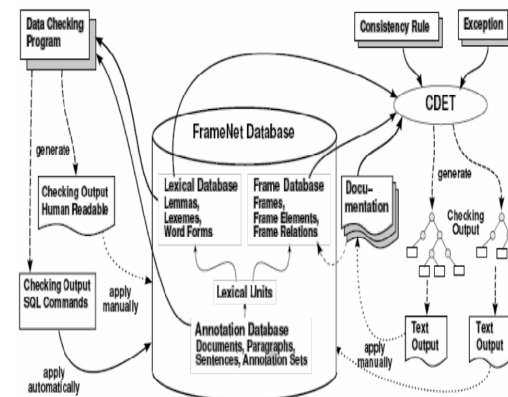 Data Checking
Program
Consistency Rule
Exception
CDET
generate
FrameNet Database
Checking Output
Human Readable
Lexical Database
Lemmas,
Lexemes,
Word Forms
Frame Database
Frames,
Frame Elements,
Frame Relations
Docu-
mentation
generate
Checking
Output
Checking Output
SQL Commands
apply
manually
Lexical Units
Annotation Database
Documents, Paragraphs,
Sentences, Annotation Sets
apply
manually
Text
Output
Text
Output
apply
automatically